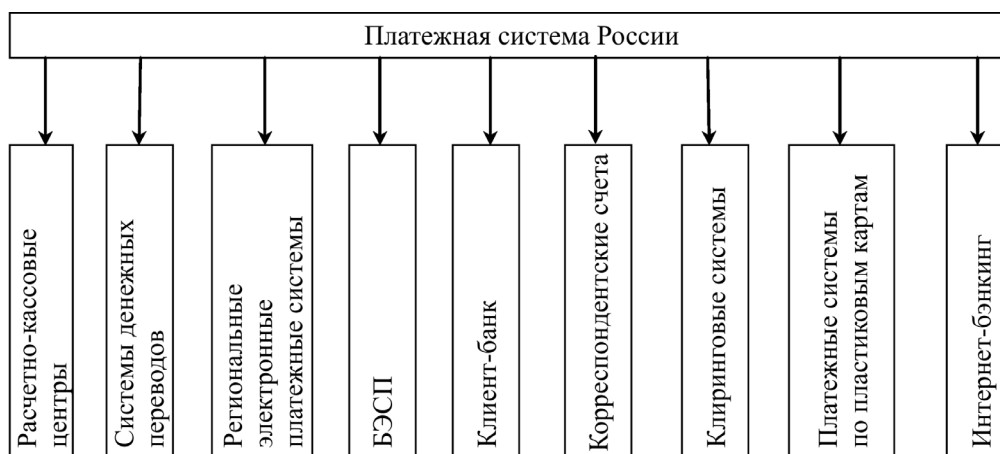 Платежная система России
Расчетно-кассовые
центры
Системы денежных
переводов
Региональные
электронные
платежные системы
БЭСП
Клиент-банк
Корреспондентские счета
Клиринговые системы
Платежные системы
по пластиковым картам
Интернет-бэнкинг